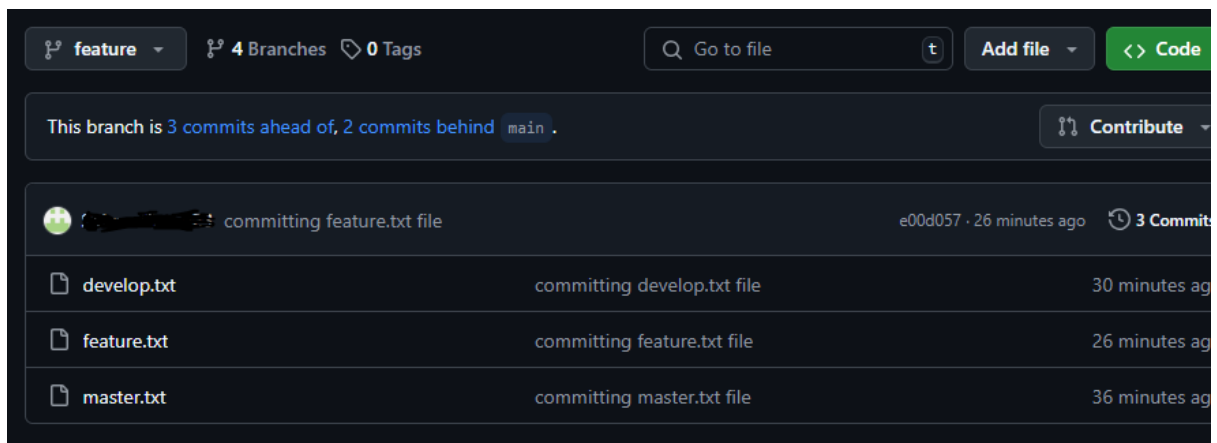 feature 4 Branches 0 Tags Go to file t Add file Code
This branch is 3 commits ahead of, 2 commits behind main .
committing feature.txt file e00d057 · 26 minutes ago 3 Commits
develop.txt committing develop.txt file 30 minutes ag
feature.txt committing feature.txt file 26 minutes ag
master.txt committing master.txt file 36 minutes ag
Contribute